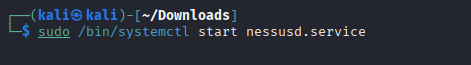 ┌──(kali㉿kali)-[~/Downloads]
└─$ sudo /bin/systemctl start nessusd.service